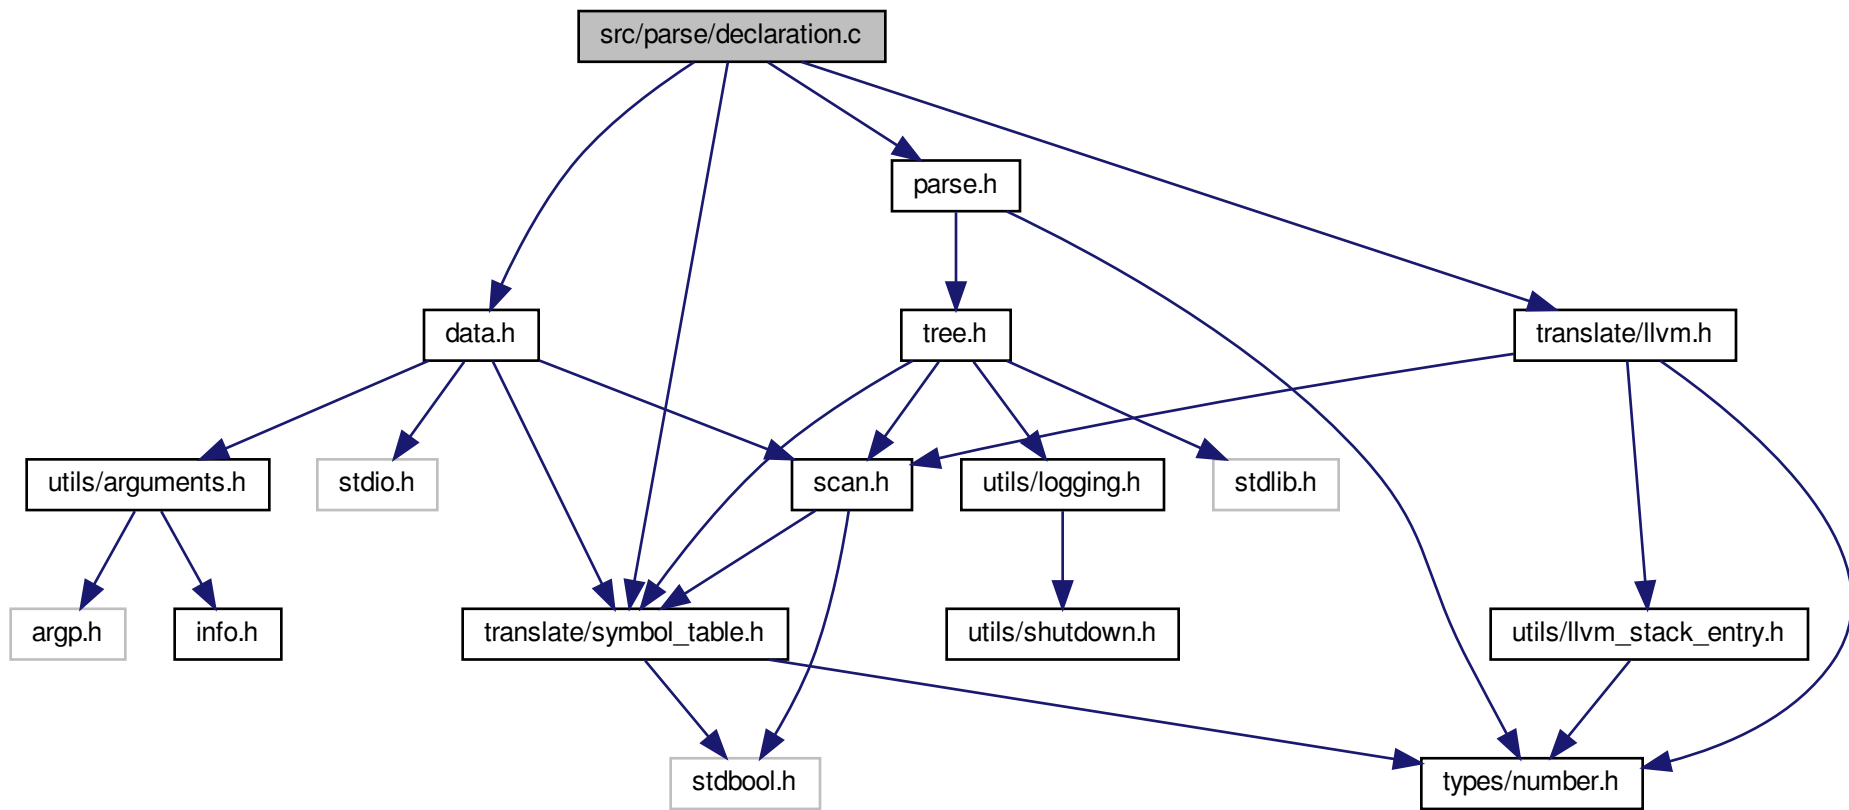 src/parse/declaration.c
parse.h
data.h
tree.h
translate/llvm.h
utils/arguments.h
stdio.h
scan.h
utils/logging.h
stdlib.h
argp.h
info.h
translate/symbol_table.h
utils/shutdown.h
utils/llvm_stack_entry.h
stdbool.h
types/number.h